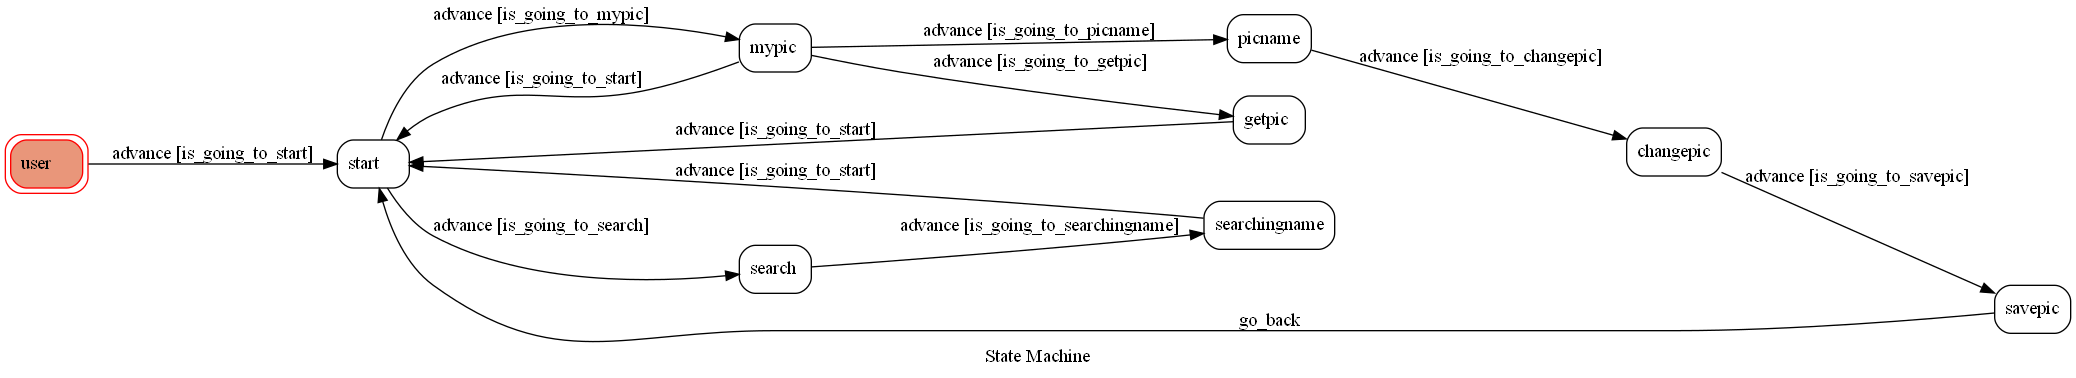 advance [is_going_to_mypic]
mypic
advance [is_going_to_picname]
picname
advance [is_going_to_changepic]
advance [is_going_to_getpic]
advance [is_going_to_start]
getpic
advance [is_going_to_start]
user
advance [is_going_to_start]
start
changepic
advance [is_going_to_start]
advance [is_going_to_savepic]
advance [is_going_to_search]
advance [is_going_to_searchingname]
searchingname
search
savepic
go_back
State Machine